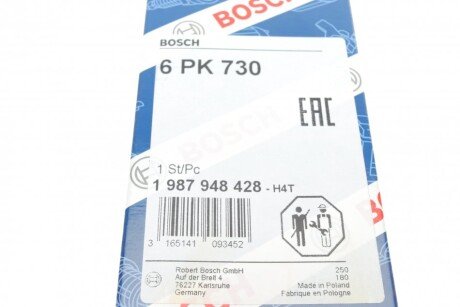 BOSCH
BOSCH
6 PK 730
EAC
1 St/Pc
1 987 948 428 - H4T
3 165141 093452
Robert Bosch GmbH
Auf der Breit 4
76227 Karlsruhe
Germany
250
180
Made in Poland
Fabriqué en Pologne